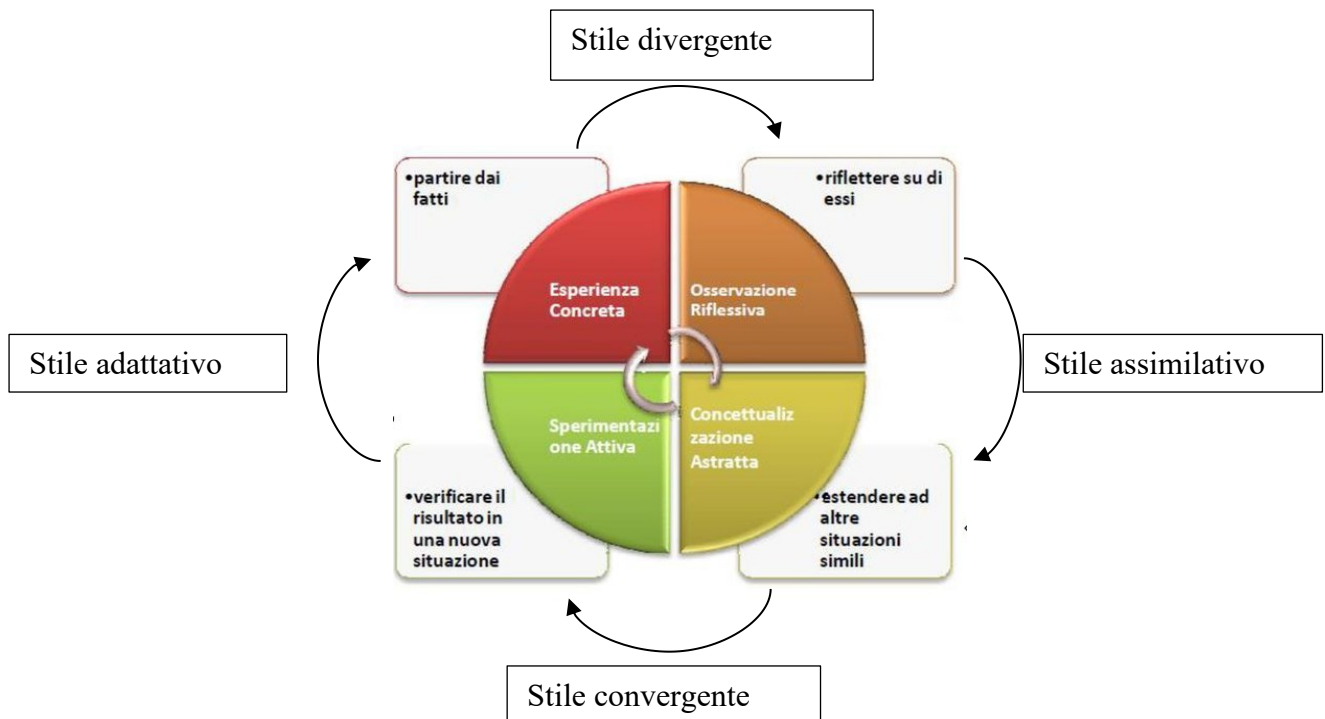 Stile divergente
•partire dai
fatti
•riflettere su di
essi
Esperienza
Concreta
Osservazione
Riflessiva
Stile adattativo
Stile assimilativo
Sperimentazi
one Attiva
Concettualiz
zazione
Astratta
•verificare il
risultato in
una nuova
situazione
•estendere ad
altre
situazioni
simili
Stile convergente